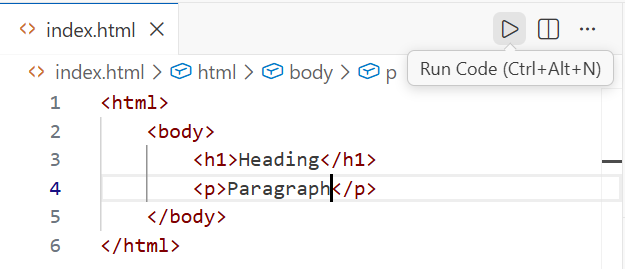 index.html
index.html > html > body > p
Run Code (Ctrl+Alt+N)
1 <html>
2     <body>
3         <h1>Heading</h1>
4         <p>Paragraph</p>
5     </body>
6 </html>